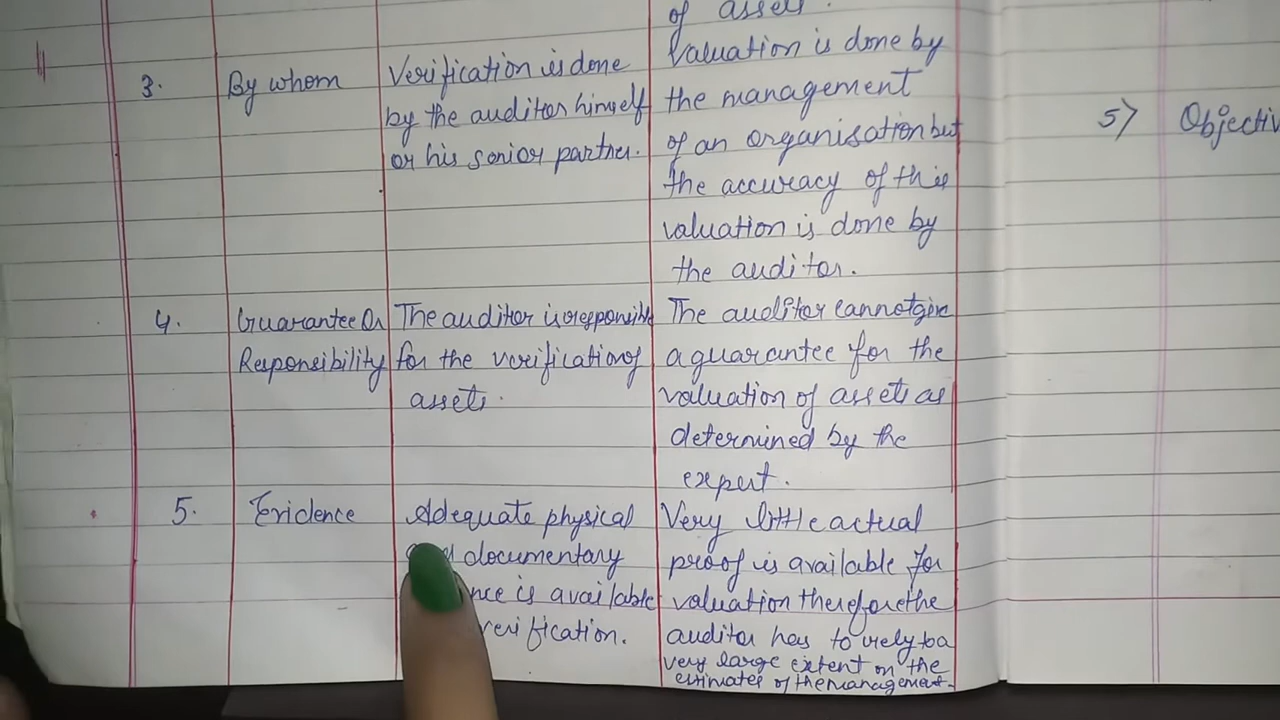 of assets.
3. By whom
Verification is done
by the auditor himself
or his senior partner.
Valuation is done by
the management
of an organisation but
the accuracy of this
valuation is done by
the auditor.
4. Guarantee Or
Responsibility
The auditor is responsible
for the verification of
assets.
The auditor cannot give
a guarantee for the
valuation of assets as
determined by the
expert.
5. Evidence
Adequate physical
documentary
is available
verification.
Very little actual
proof is available for
valuation therefore the
auditor has to rely to a
very large extent on the
estimates of the management.
5) Objectiv